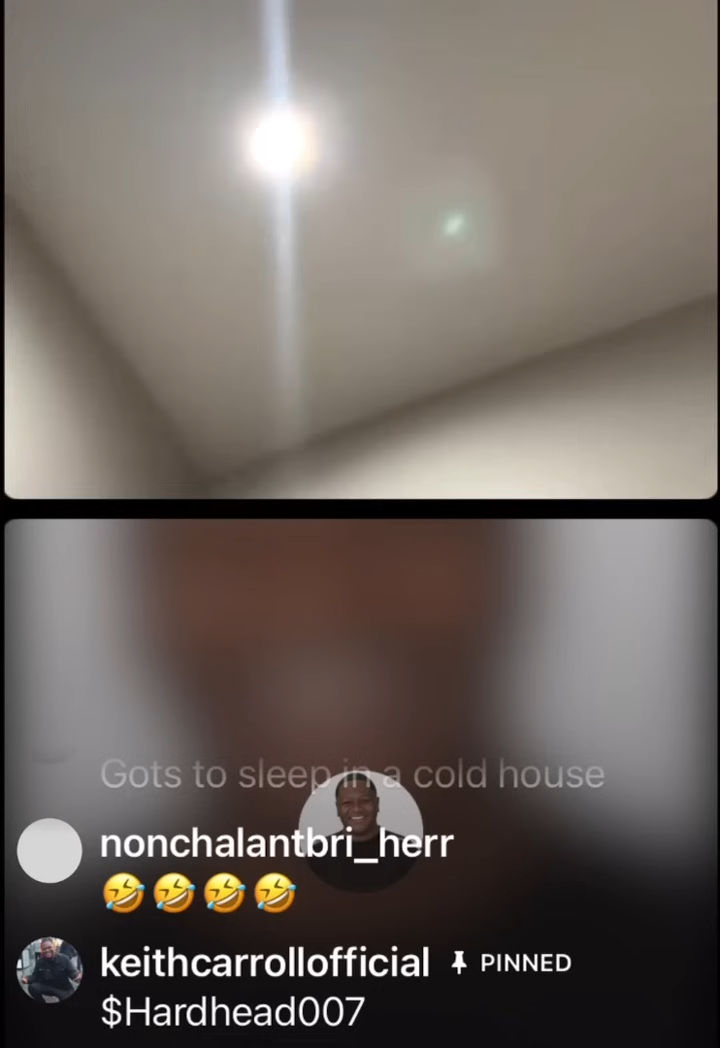 Gots to sleep in a cold house
nonchalantbri_herr
🤣🤣🤣🤣
keithcarrollofficial 📌 PINNED
$Hardhead007